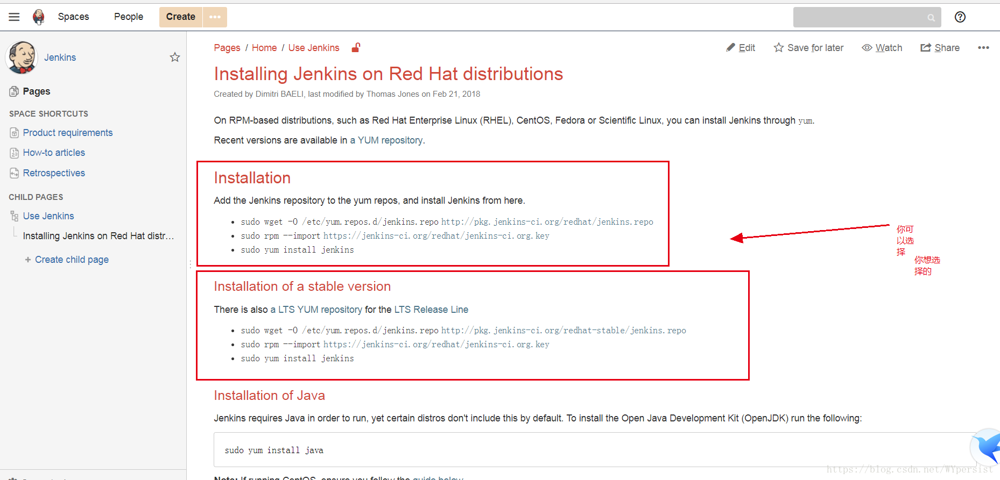 Spaces People Create
Jenkins
Pages
SPACE SHORTCUTS
Product requirements
How-to articles
Retrospectives
CHILD PAGES
Use Jenkins
Installing Jenkins on Red Hat distr...
+ Create child page
Pages / Home / Use Jenkins
Edit Save for later Watch Share
Installing Jenkins on Red Hat distributions
Created by Dimitri BAELI, last modified by Thomas Jones on Feb 21, 2018
On RPM-based distributions, such as Red Hat Enterprise Linux (RHEL), CentOS, Fedora or Scientific Linux, you can install Jenkins through yum.
Recent versions are available in a YUM repository.
Installation
Add the Jenkins repository to the yum repos, and install Jenkins from here.
• sudo wget -O /etc/yum.repos.d/jenkins.repo http://pkg.jenkins-ci.org/redhat/jenkins.repo
• sudo rpm --import https://jenkins-ci.org/redhat/jenkins-ci.org.key
• sudo yum install jenkins
你可
以选
择
你想选
择的
Installation of a stable version
There is also a LTS YUM repository for the LTS Release Line
• sudo wget -O /etc/yum.repos.d/jenkins.repo http://pkg.jenkins-ci.org/redhat-stable/jenkins.repo
• sudo rpm --import https://jenkins-ci.org/redhat/jenkins-ci.org.key
• sudo yum install jenkins
Installation of Java
Jenkins requires Java in order to run, yet certain distros don't include this by default. To install the Open Java Development Kit (OpenJDK) run the following:
sudo yum install java
Note: If running CentOS, ensure you follow the guide below
https://blog.csdn.net/WYpersist